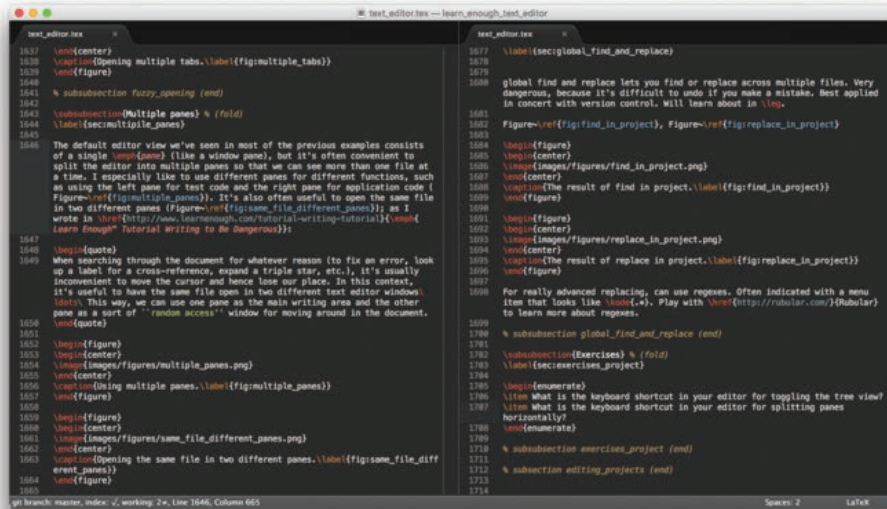 text_editor.tex — learn_enough_text_editor
text_editor.tex ×
1637 \end{center}
1638 \caption{Opening multiple tabs.\label{fig:multiple_tabs}}
1639 \end{figure}
1640
1641 % subsubsection fuzzy_opening (end)
1642
1643 \subsubsection{Multiple panes} % (fold)
1644 \label{sec:multipile_panes}
1645
1646 The default editor view we've seen in most of the previous examples consists
of a single \emph{pane} (like a window pane), but it's often convenient to
split the editor into multiple panes so that we can see more than one file at
a time. I especially like to use different panes for different functions, such
as using the left pane for test code and the right pane for application code (
Figure~\ref{fig:multiple_panes}). It's also often useful to open the same file
in two different panes (Figure~\ref{fig:same_file_different_panes}); as I
wrote in \href{http://www.learnenough.com/tutorial-writing-tutorial}{\emph{
Learn Enough™ Tutorial Writing to Be Dangerous}}:
1647
1648 \begin{quote}
1649 When searching through the document for whatever reason (to fix an error, look
up a label for a cross-reference, expand a triple star, etc.), it's usually
inconvenient to move the cursor and hence lose our place. In this context,
it's useful to have the same file open in two different text editor windows\
ldots\ This way, we can use one pane as the main writing area and the other
pane as a sort of ``random access'' window for moving around in the document.
1650 \end{quote}
1651
1652 \begin{figure}
1653 \begin{center}
1654 \image{images/figures/multiple_panes.png}
1655 \end{center}
1656 \caption{Using multiple panes.\label{fig:multiple_panes}}
1657 \end{figure}
1658
1659 \begin{figure}
1660 \begin{center}
1661 \image{images/figures/same_file_different_panes.png}
1662 \end{center}
1663 \caption{Opening the same file in two different panes.\label{fig:same_file_diff
erent_panes}}
1664 \end{figure}
1665
text_editor.tex ×
1677 \label{sec:global_find_and_replace}
1678
1679
1680 global find and replace lets you find or replace across multiple files. Very
dangerous, because it's difficult to undo if you make a mistake. Best applied
in concert with version control. Will learn about in \leg.
1681
1682 Figure~\ref{fig:find_in_project}, Figure~\ref{fig:replace_in_project}
1683
1684 \begin{figure}
1685 \begin{center}
1686 \image{images/figures/find_in_project.png}
1687 \end{center}
1688 \caption{The result of find in project.\label{fig:find_in_project}}
1689 \end{figure}
1690
1691 \begin{figure}
1692 \begin{center}
1693 \image{images/figures/replace_in_project.png}
1694 \end{center}
1695 \caption{The result of replace in project.\label{fig:replace_in_project}}
1696 \end{figure}
1697
1698 For really advanced replacing, can use regexes. Often indicated with a menu
item that looks like \kode{.*}. Play with \href{http://rubular.com/}{Rubular}
to learn more about regexes.
1699
1700 % subsubsection global_find_and_replace (end)
1701
1702 \subsubsection{Exercises} % (fold)
1703 \label{sec:exercises_project}
1704
1705 \begin{enumerate}
1706 \item What is the keyboard shortcut in your editor for toggling the tree view?
1707 \item What is the keyboard shortcut in your editor for splitting panes
horizontally?
1708 \end{enumerate}
1709
1710 % subsubsection exercises_project (end)
1711
1712 % subsection editing_projects (end)
1713
1714
git branch: master, index: ✓, working: 2≠, Line 1646, Column 665
Spaces: 2
LaTeX